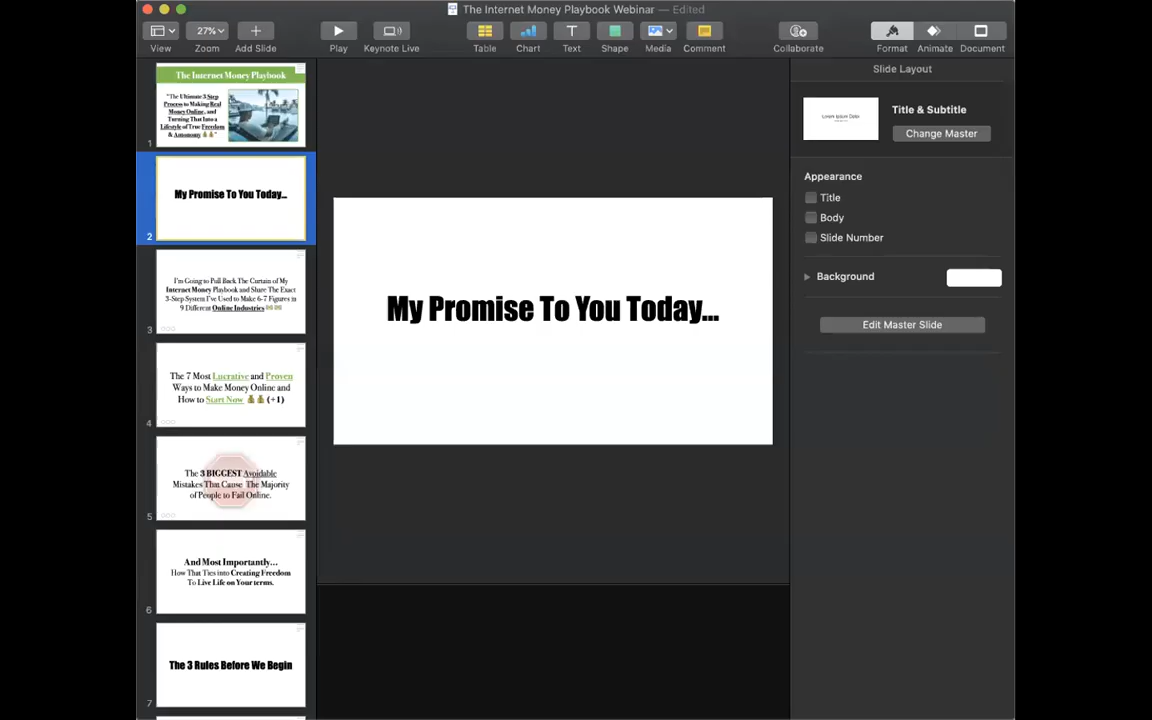 The Internet Money Playbook Webinar — Edited
View
27%
Zoom
Add Slide
Play
Keynote Live
Table
Chart
Text
Shape
Media
Comment
Collaborate
Format
Animate
Document
The Internet Money Playbook
"The Ultimate 3 Step
Process to Making Real
Money Online, and
Turning That Into a
Lifestyle of True Freedom
& Autonomy 💰💰"
1
My Promise To You Today...
2
I'm Going to Pull Back The Curtain of My
Internet Money Playbook and Share The Exact
3-Step System I've Used to Make 6-7 Figures in
9 Different Online Industries 💵💵
3
The 7 Most Lucrative and Proven
Ways to Make Money Online and
How to Start Now 💰💰 (+1)
4
The 3 BIGGEST Avoidable
Mistakes That Cause The Majority
of People to Fail Online.
5
And Most Importantly...
How That Ties into Creating Freedom
To Live Life on Your terms.
6
The 3 Rules Before We Begin
7
My Promise To You Today...
Slide Layout
Lorem Ipsum Dolor
Title & Subtitle
Change Master
Appearance
Title
Body
Slide Number
Background
Edit Master Slide